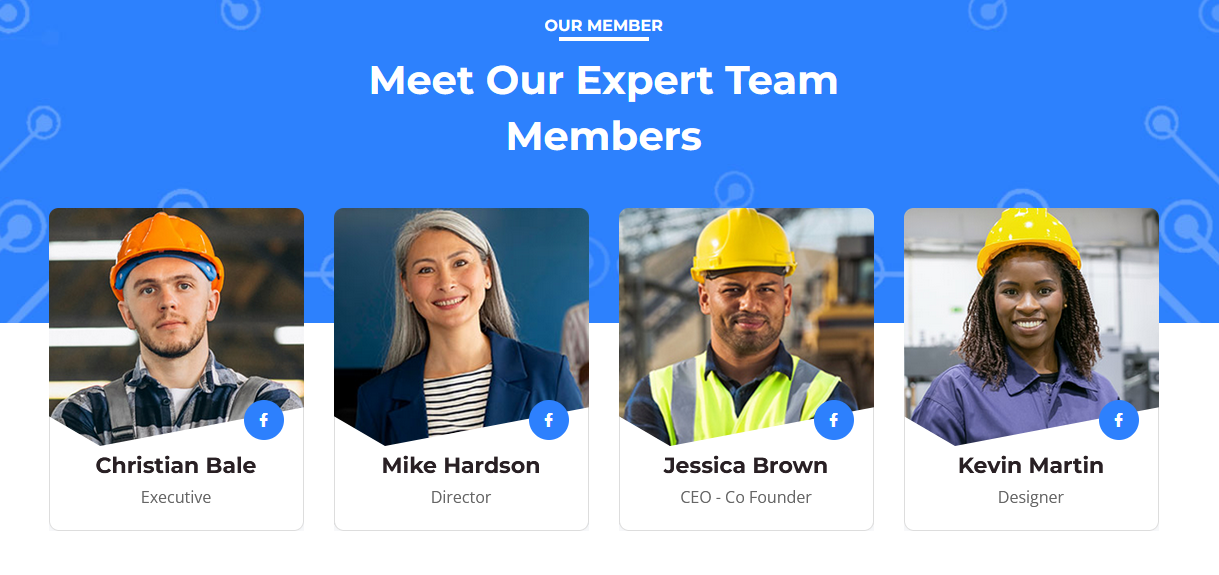 OUR MEMBER
Meet Our Expert Team
Members
Christian Bale
Executive
Mike Hardson
Director
Jessica Brown
CEO - Co Founder
Kevin Martin
Designer